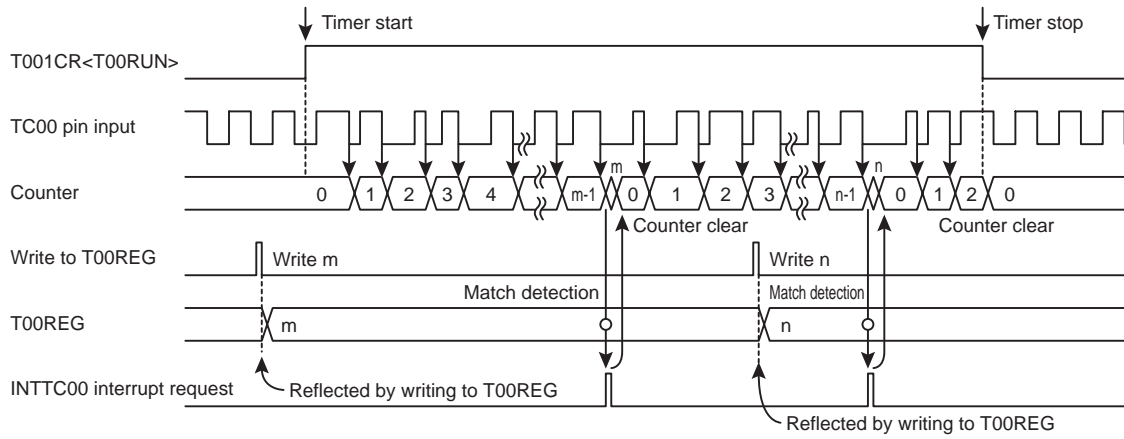 Timer start Timer stop
T001CR<T00RUN>
TC00 pin input
m n
Counter 0 1 2 3 4 m-1 0 1 2 3 n-1 0 1 2 0
Counter clear Counter clear
Write to T00REG Write m Write n
Match detection Match detection
T00REG m n
INTTC00 interrupt request Reflected by writing to T00REG
Reflected by writing to T00REG